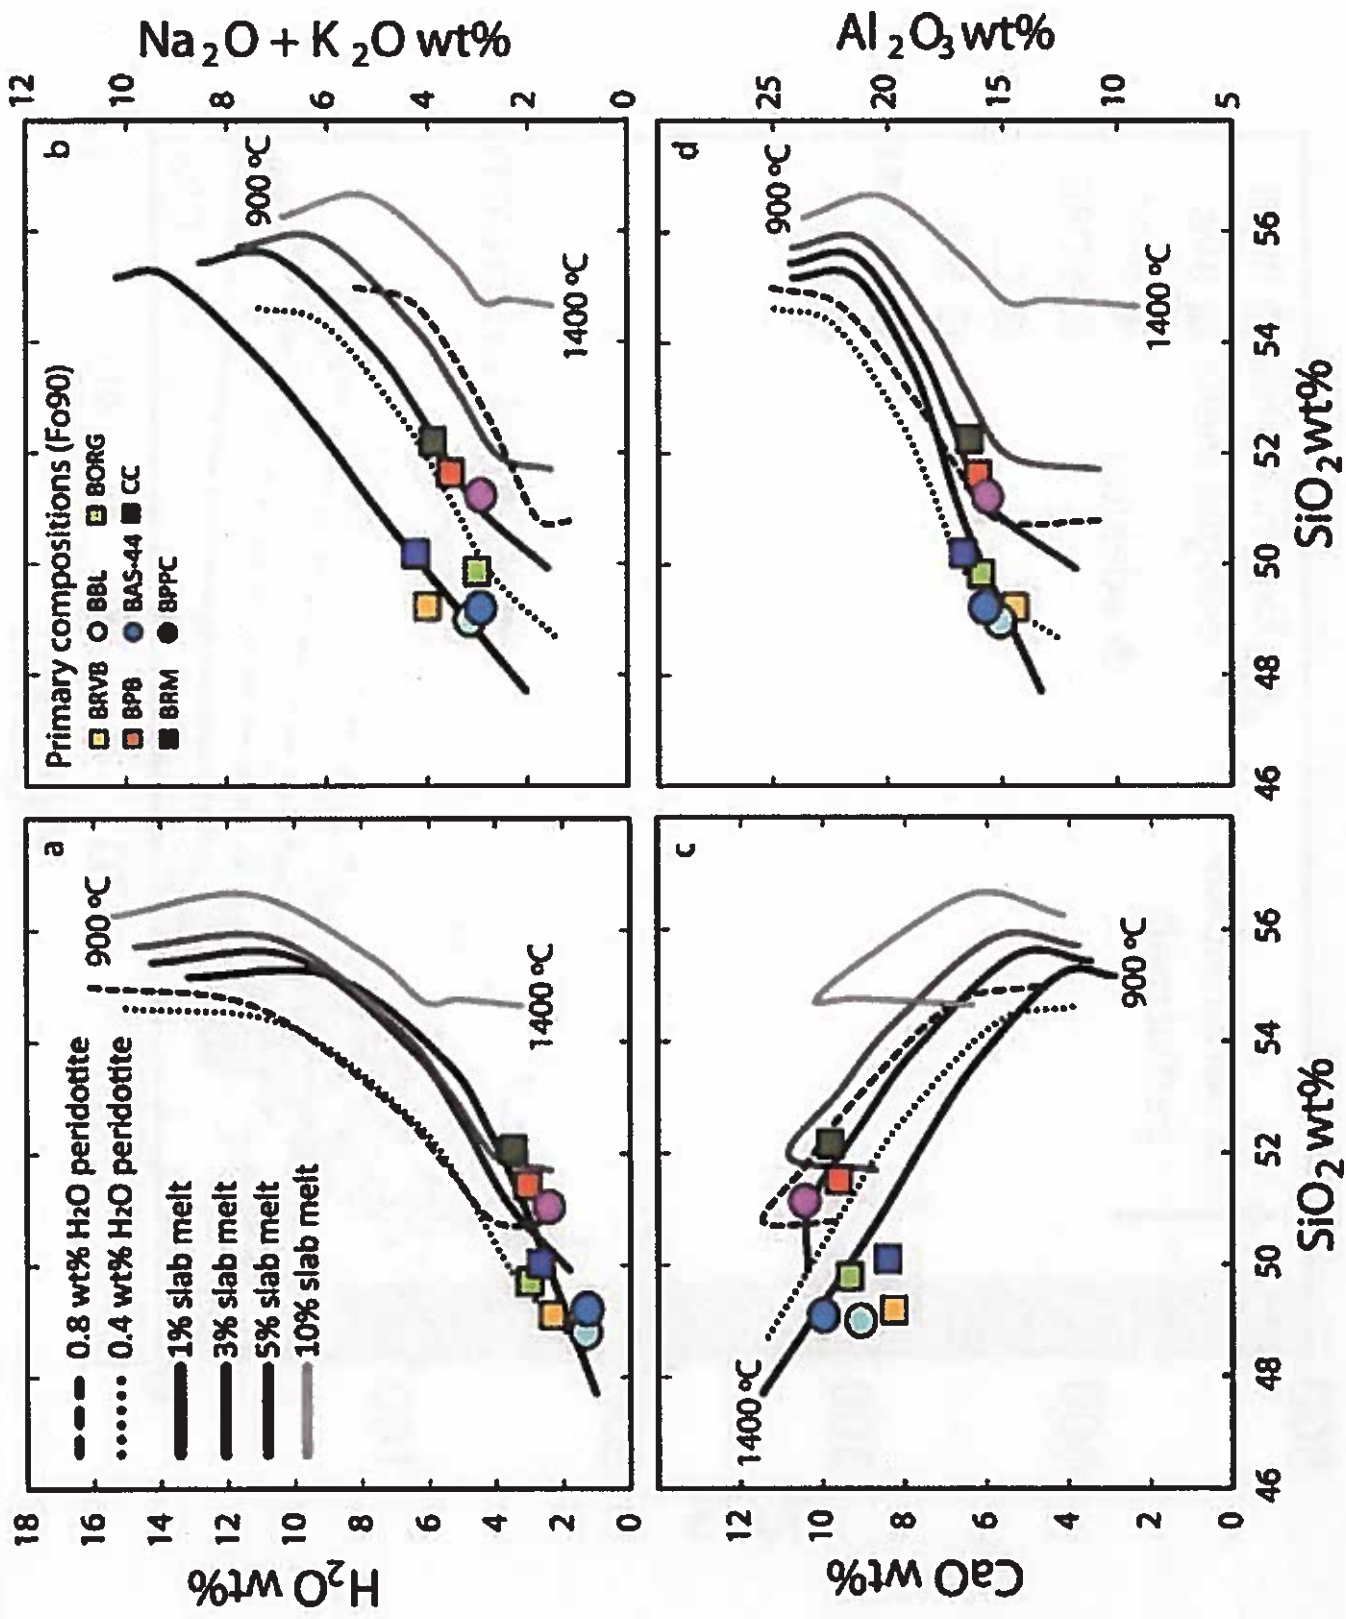 a
18
16
14
12
10
8
6
4
2
0
H2O wt%
0.8 wt% H2O peridotite
0.4 wt% H2O peridotite
1% slab melt
3% slab melt
5% slab melt
10% slab melt
900 °C
1400 °C
b
Primary compositions (Fo90)
BRVB BBL BORG
BPB BAS-44 CC
BRM BPPC
900 °C
1400 °C
12
10
8
6
4
2
0
Na2O + K2O wt%
c
12
10
8
6
4
2
0
CaO wt%
1400 °C
900 °C
46 48 50 52 54 56
SiO2 wt%
d
900 °C
1400 °C
25
20
15
10
5
Al2O3 wt%
46 48 50 52 54 56
SiO2 wt%